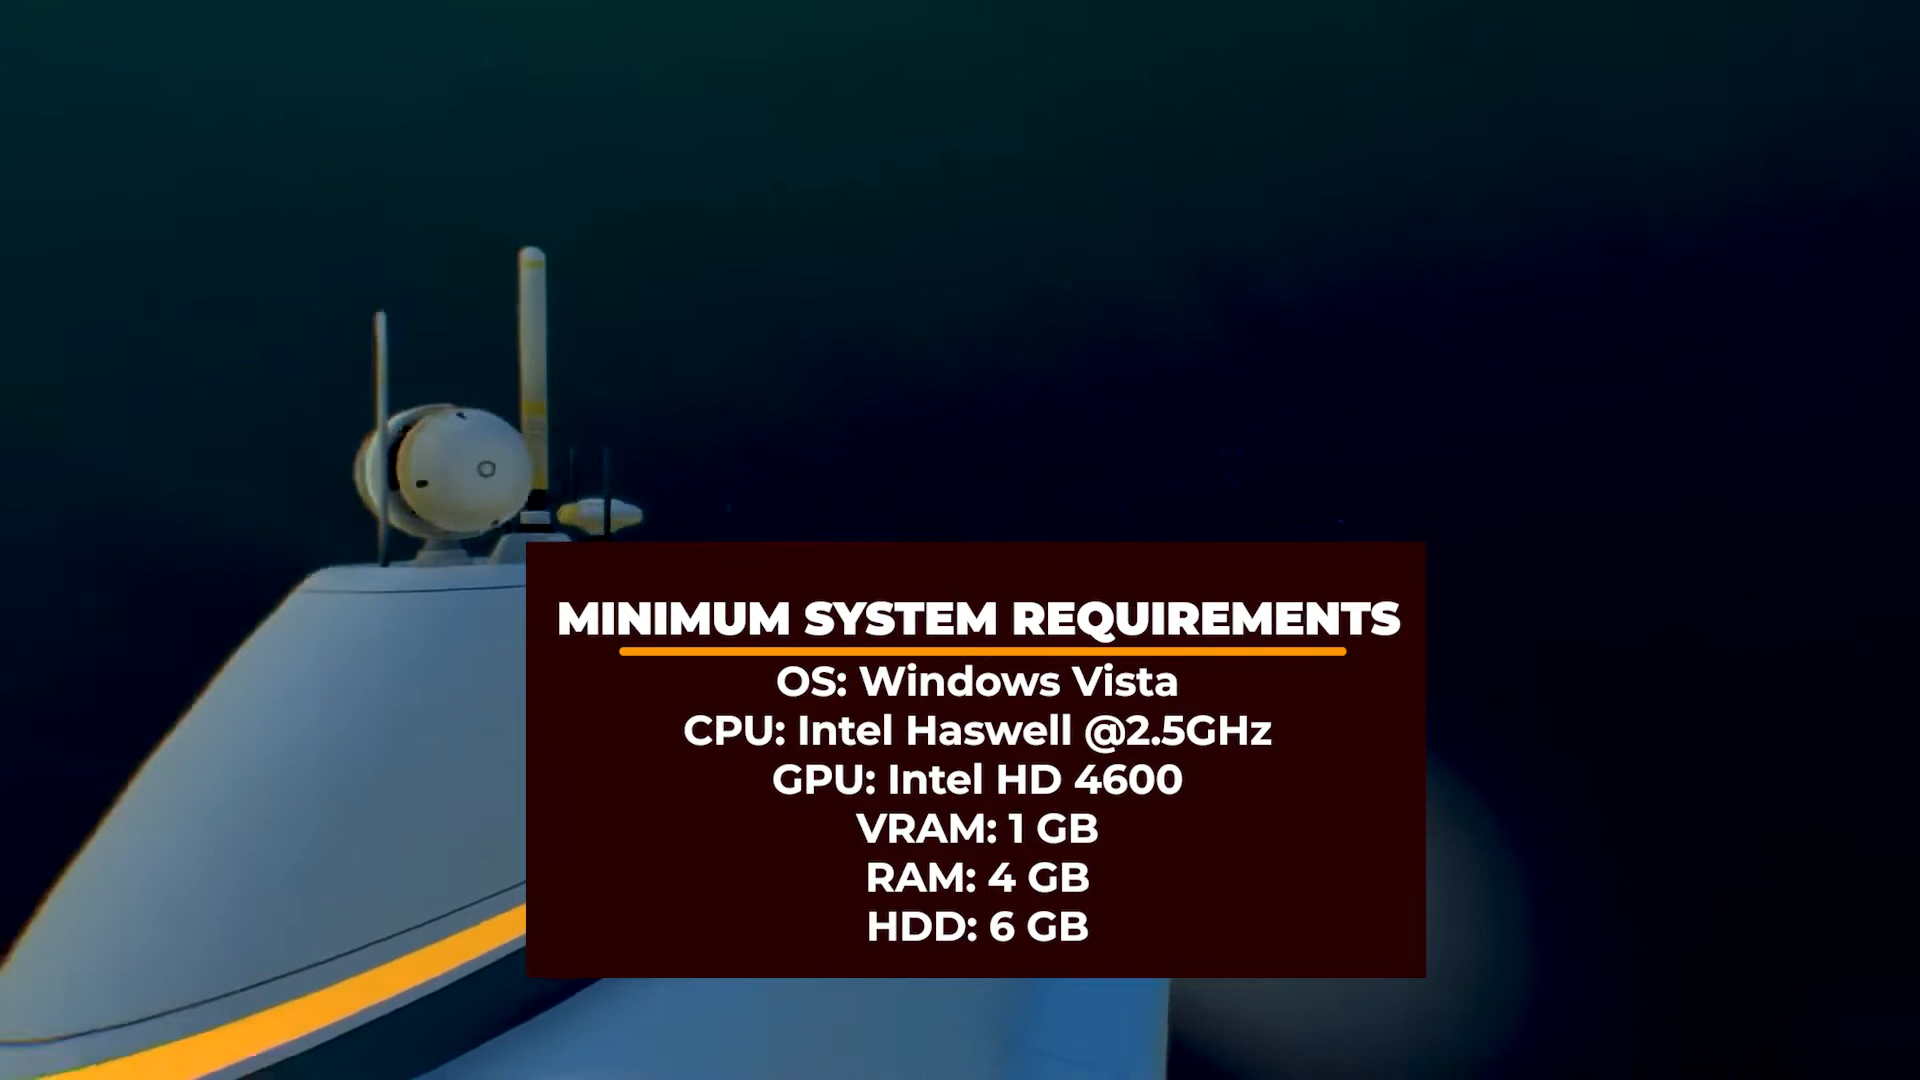 MINIMUM SYSTEM REQUIREMENTS
OS: Windows Vista
CPU: Intel Haswell @2.5GHz
GPU: Intel HD 4600
VRAM: 1 GB
RAM: 4 GB
HDD: 6 GB